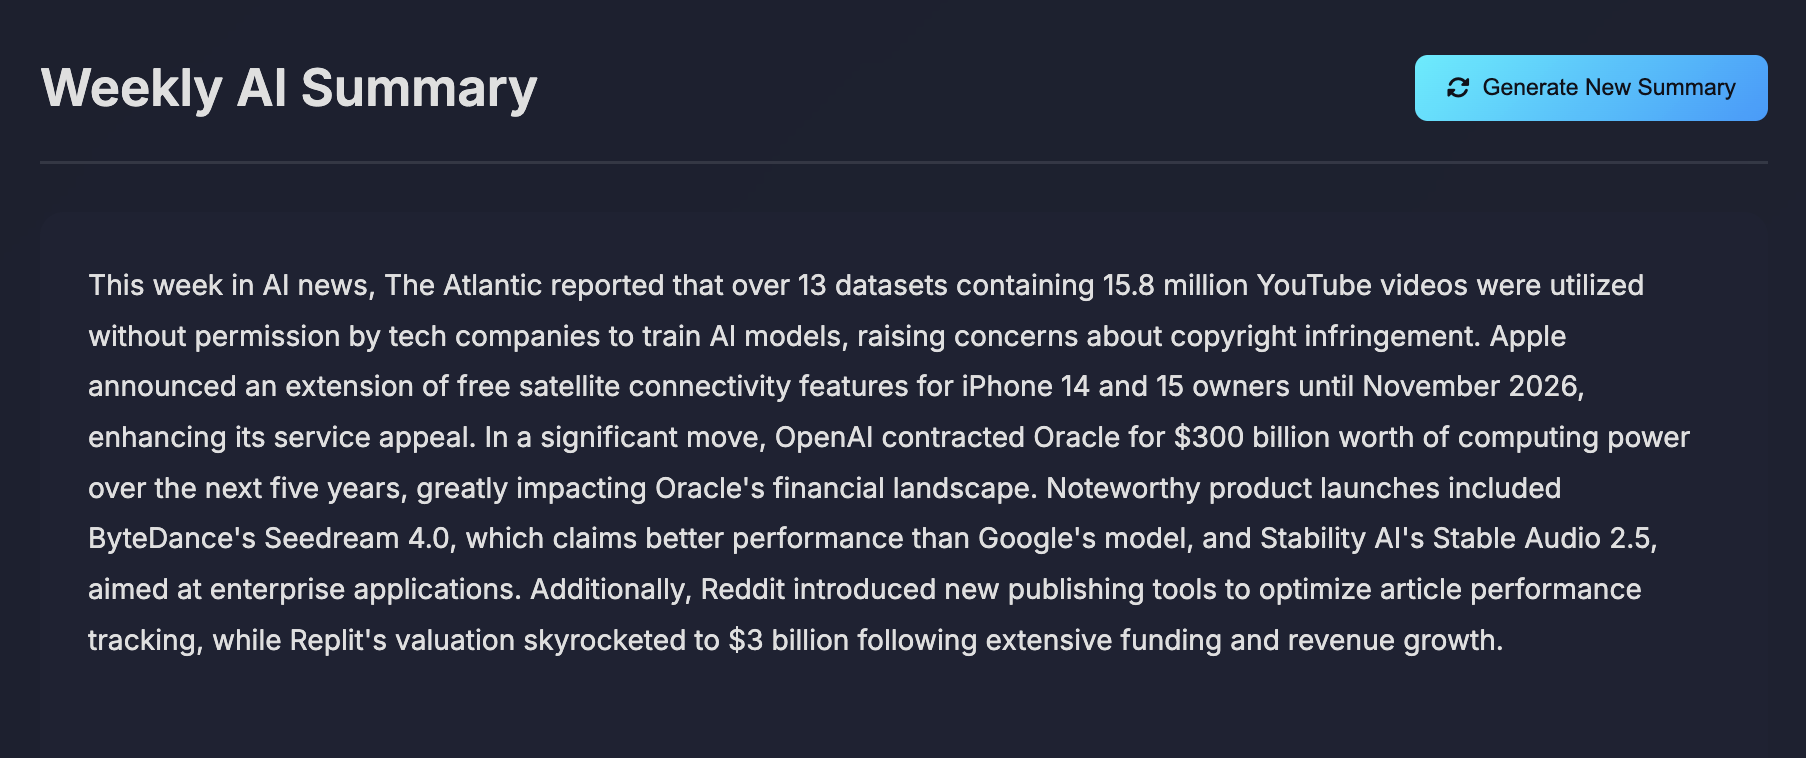 Weekly AI Summary
Generate New Summary
This week in AI news, The Atlantic reported that over 13 datasets containing 15.8 million YouTube videos were utilized
without permission by tech companies to train AI models, raising concerns about copyright infringement. Apple
announced an extension of free satellite connectivity features for iPhone 14 and 15 owners until November 2026,
enhancing its service appeal. In a significant move, OpenAI contracted Oracle for $300 billion worth of computing power
over the next five years, greatly impacting Oracle's financial landscape. Noteworthy product launches included
ByteDance's Seedream 4.0, which claims better performance than Google's model, and Stability AI's Stable Audio 2.5,
aimed at enterprise applications. Additionally, Reddit introduced new publishing tools to optimize article performance
tracking, while Replit's valuation skyrocketed to $3 billion following extensive funding and revenue growth.